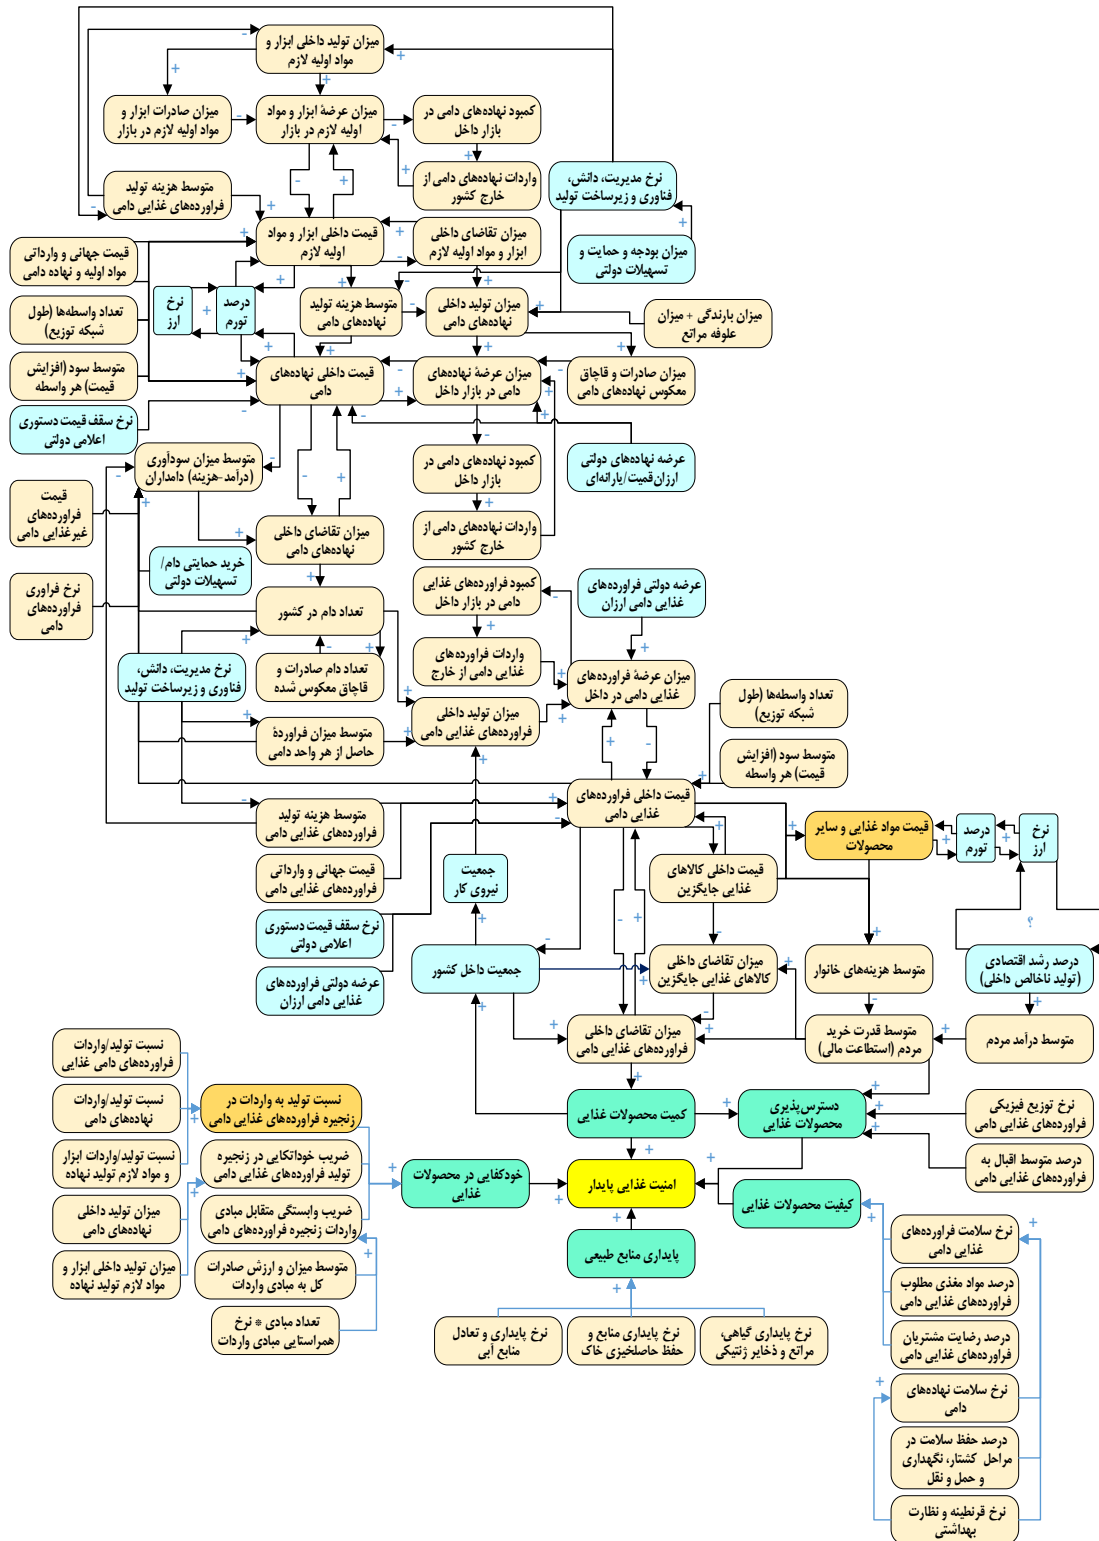 میزان تولید داخلی ابزار و
مواد اولیه لازم
میزان صادرات ابزار و
مواد اولیه لازم در بازار
میزان عرضهٔ ابزار و مواد
اولیه لازم در بازار
کمبود نهاده‌های دامی در
بازار داخل
واردات نهاده‌های دامی از
خارج کشور
نرخ مدیریت، دانش،
فناوری و زیرساخت تولید
متوسط هزینه تولید
فراورده‌های غذایی دامی
قیمت داخلی ابزار و مواد
اولیه لازم
میزان تقاضای داخلی
ابزار و مواد اولیه لازم
میزان بودجه و حمایت و
تسهیلات دولتی
قیمت جهانی و وارداتی
مواد اولیه و نهاده دامی
نرخ
ارز
درصد
تورم
متوسط هزینه تولید
نهاده‌های دامی
میزان تولید داخلی
نهاده‌های دامی
میزان بارندگی + میزان
علوفه مراتع
تعداد واسطه‌ها (طول
شبکه توزیع)
متوسط سود (افزایش
قیمت) هر واسطه
قیمت داخلی نهاده‌های
دامی
میزان عرضهٔ نهاده‌های
دامی در بازار داخل
میزان صادرات و قاچاق
معکوس نهاده‌های دامی
نرخ سقف قیمت دستوری
اعلامی دولتی
متوسط میزان سودآوری
(درآمد-هزینه) دامداران
کمبود نهاده‌های دامی در
بازار داخل
عرضه نهاده‌های دولتی
ارزان‌قمیت/یارانه‌ای
قیمت
فراورده‌های
غیرغذایی دامی
میزان تقاضای داخلی
نهاده‌های دامی
واردات نهاده‌های دامی از
خارج کشور
خرید حمایتی دام/
تسهیلات دولتی
نرخ فراوری
فراورده‌های
دامی
تعداد دام در کشور
کمبود فراورده‌های غذایی
دامی در بازار داخل
عرضه دولتی فراورده‌های
غذایی دامی ارزان
نرخ مدیریت، دانش،
فناوری و زیرساخت تولید
تعداد دام صادرات و
قاچاق معکوس شده
واردات فراورده‌های
غذایی دامی از خارج
میزان عرضهٔ فراورده‌های
غذایی دامی در داخل
متوسط میزان فراوردهٔ
حاصل از هر واحد دامی
میزان تولید داخلی
فراورده‌های غذایی دامی
تعداد واسطه‌ها (طول
شبکه توزیع)
متوسط سود (افزایش
قیمت) هر واسطه
متوسط هزینه تولید
فراورده‌های غذایی دامی
قیمت داخلی فراورده‌های
غذایی دامی
قیمت مواد غذایی و سایر
محصولات
درصد
تورم
نرخ
ارز
قیمت جهانی و وارداتی
فراورده‌های غذایی دامی
جمعیت
نیروی کار
قیمت داخلی کالاهای
غذایی جایگزین
نرخ سقف قیمت دستوری
اعلامی دولتی
؟
عرضه دولتی فراورده‌های
غذایی دامی ارزان
جمعیت داخل کشور
میزان تقاضای داخلی
کالاهای غذایی جایگزین
متوسط هزینه‌های خانوار
درصد رشد اقتصادی
(تولید ناخالص داخلی)
میزان تقاضای داخلی
فراورده‌های غذایی دامی
متوسط قدرت خرید
مردم (استطاعت مالی)
متوسط درآمد مردم
نسبت تولید/واردات
فراورده‌های دامی غذایی
نسبت تولید/واردات
نهاده‌های دامی
نسبت تولید به واردات در
زنجیره فراورده‌های غذایی دامی
کمیت محصولات غذایی
دسترس‌پذیری
محصولات غذایی
نرخ توزیع فیزیکی
فراورده‌های غذایی دامی
نسبت تولید/واردات ابزار
و مواد لازم تولید نهاده
ضریب خوداتکایی در زنجیره
تولید فراورده‌های غذایی دامی
خودکفایی در محصولات
غذایی
امنیت غذایی پایدار
کیفیت محصولات غذایی
درصد متوسط اقبال به
فراورده‌های غذایی دامی
میزان تولید داخلی
نهاده‌های دامی
ضریب وابستگی متقابل مبادی
واردات زنجیره فراورده‌های دامی
پایداری منابع طبیعی
نرخ سلامت فراورده‌های
غذایی دامی
میزان تولید داخلی ابزار و
مواد لازم تولید نهاده
متوسط میزان و ارزش صادرات
کل به مبادی واردات
درصد مواد مغذی مطلوب
فراورده‌های غذایی دامی
تعداد مبادی * نرخ
همراستایی مبادی واردات
نرخ پایداری و تعادل
منابع آبی
نرخ پایداری منابع و
حفظ حاصلخیزی خاک
نرخ پایداری گیاهی،
مراتع و ذخایر ژنتیکی
درصد رضایت مشتریان
فراورده‌های غذایی دامی
نرخ سلامت نهاده‌های
دامی
درصد حفظ سلامت در
مراحل کشتار، نگهداری
و حمل و نقل
نرخ قرنطینه و نظارت
بهداشتی